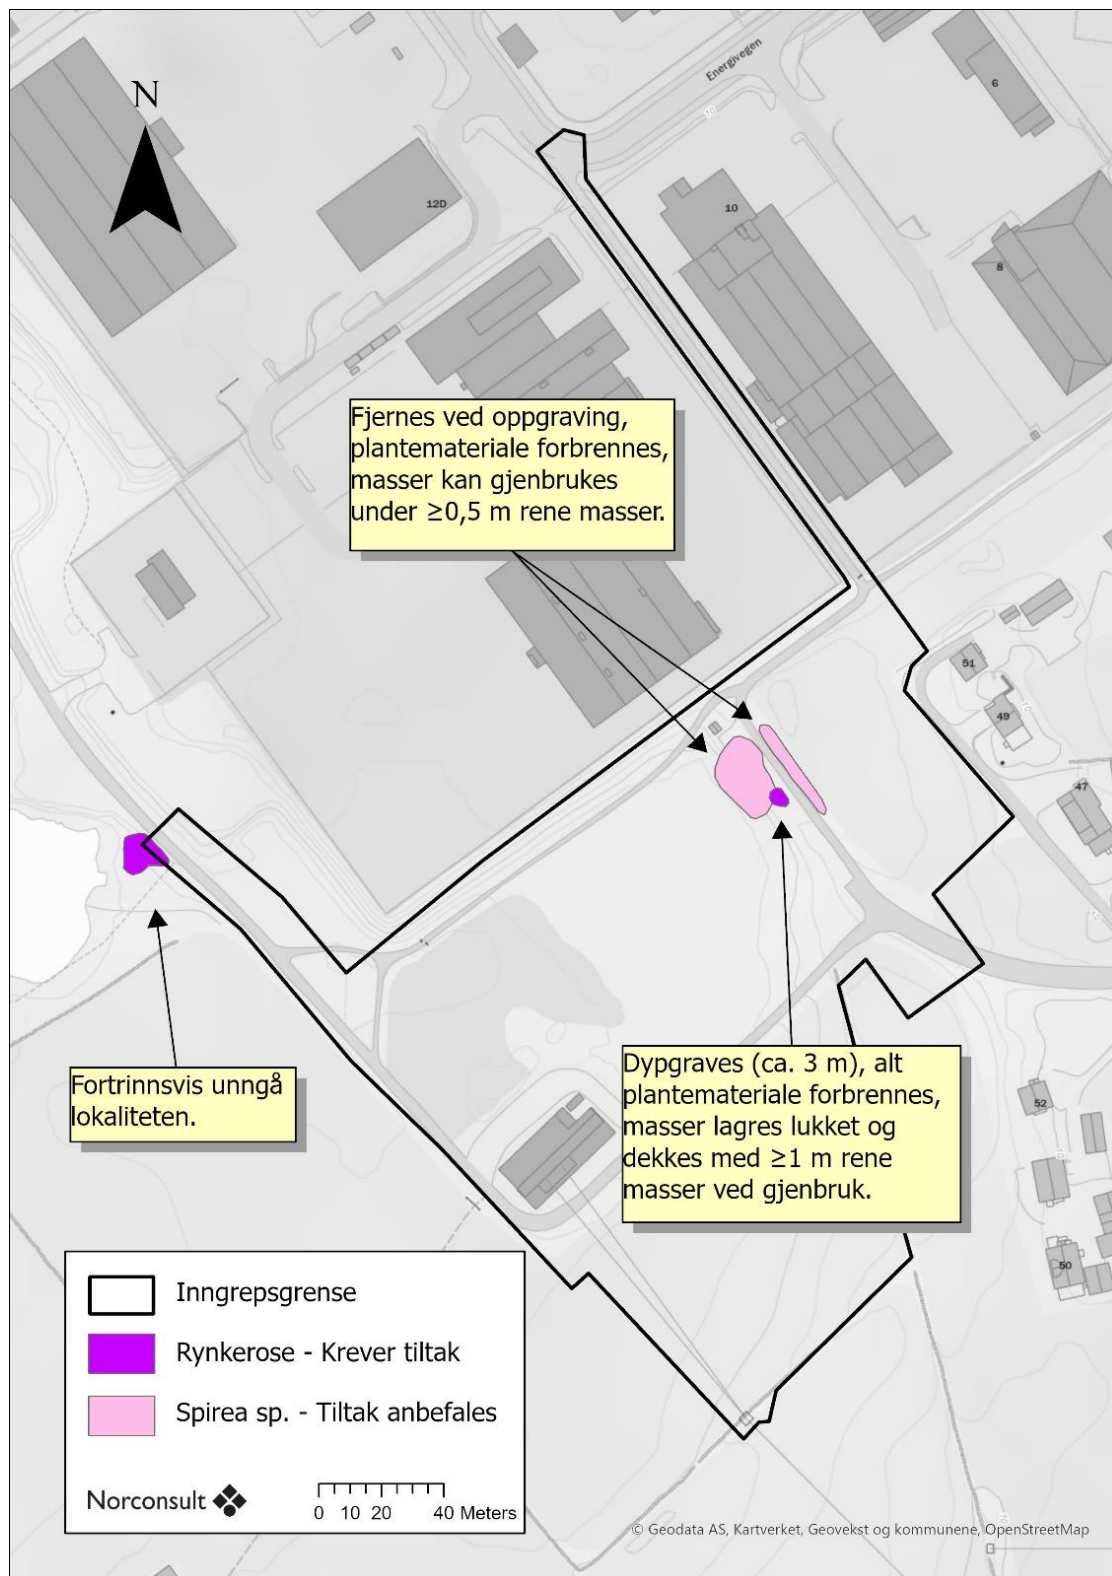 N
Energivegen
10
6
12D
10
8
Fjernes ved oppgraving,
plantemateriale forbrennes,
masser kan gjenbrukes
under ≥0,5 m rene masser.
51
49
47
Fortrinnsvis unngå
lokaliteten.
Dypgraves (ca. 3 m), alt
plantemateriale forbrennes,
masser lagres lukket og
dekkes med ≥1 m rene
masser ved gjenbruk.
52
50
Inngrepsgrense
Rynkerose - Krever tiltak
Spirea sp. - Tiltak anbefales
Norconsult
0 10 20 40 Meters
© Geodata AS, Kartverket, Geovekst og kommunene, OpenStreetMap